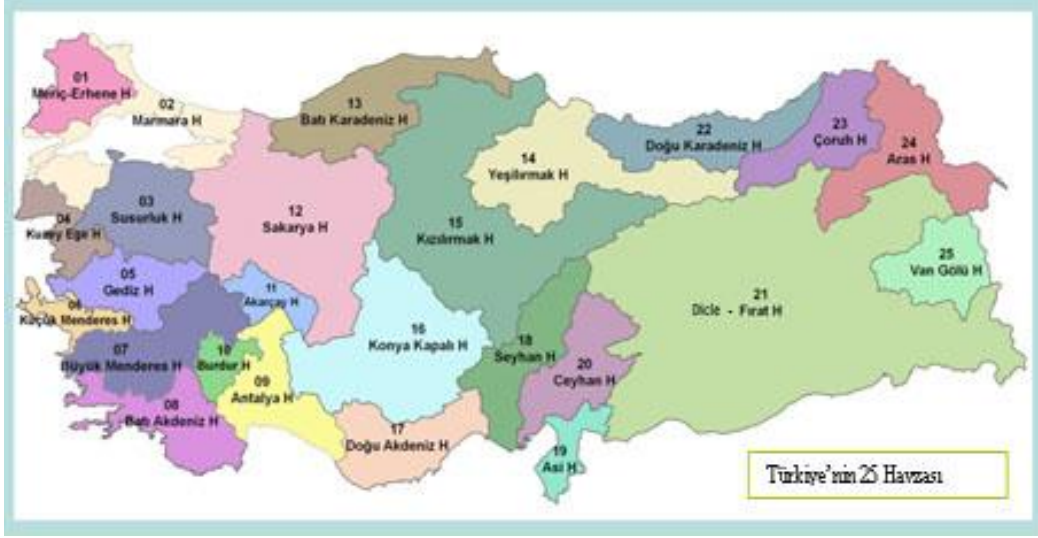 01
Meriç-Erhene H
02
Marmara H
03
Susurluk H
04
Kuzey Ege H
05
Gediz H
06
Küçük Menderes H
07
Büyük Menderes H
08
Batı Akdeniz H
09
Antalya H
10
Burdur H
11
Akarçay H
12
Sakarya H
13
Batı Karadeniz H
14
Yeşilırmak H
15
Kızılırmak H
16
Konya Kapalı H
17
Doğu Akdeniz H
18
Seyhan H
19
Asi H
20
Ceyhan H
21
Dicle - Fırat H
22
Doğu Karadeniz H
23
Çoruh H
24
Aras H
25
Van Gölü H
Türkiye'nin 25 Havzası